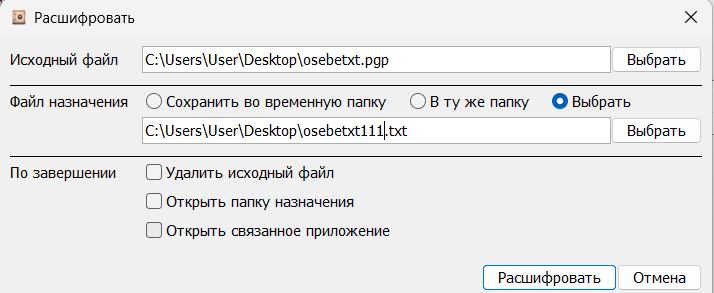 Расшифровать
Исходный файл C:\Users\User\Desktop\osebetxt.pgp Выбрать
Файл назначения Сохранить во временную папку В ту же папку Выбрать
C:\Users\User\Desktop\osebetxt111.txt Выбрать
По завершении Удалить исходный файл
Открыть папку назначения
Открыть связанное приложение
Расшифровать Отмена